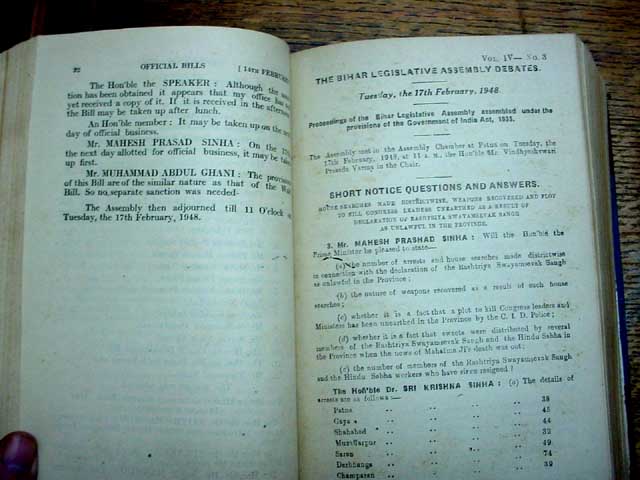 22 OFFICIAL BILLS [ 14TH FEBRUARY
The Hon'ble the SPEAKER : Although the
tion has been obtained it appears that my office has
yet received a copy of it. If it is received in the afternoon
the Bill may be taken up after lunch.
An Hon'ble member : It may be taken up on the
day of official business.
Mr. MAHESH PRASAD SINHA : On the 17th
the next day allotted for official business, it may be taken
up first.
Mr. MUHAMMAD ABDUL GHANI : The provisions
of this Bill are of the similar nature as that of the
Bill. So no separate sanction was needed.
The Assembly then adjourned till 11 O'clock
Tuesday, the 17th February, 1948.
VOL. IV— No. 3
THE BIHAR LEGISLATIVE ASSEMBLY DEBATES.
Tuesday, the 17th February, 1948.
Proceedings of the Bihar Legislative Assembly assembled under the
provisions of the Government of India Act, 1935.
The Assembly met in the Assembly Chamber at Patna on Tuesday, the
17th February, 1948, at 11 A.M., the Hon'ble Mr. Vindhyeshwari
Prasada Varma in the Chair.
SHORT NOTICE QUESTIONS AND ANSWERS.
HOUSE SEARCHES MADE DISTRICTWISE, WEAPONS RECOVERED AND PLOT
TO KILL CONGRESS LEADERS UNEARTHED AS A RESULT OF
DECLARATION OF RASHTRIYA SWAYAMSEVAK SANGH
AS UNLAWFUL IN THE PROVINCE.
3. Mr. MAHESH PRASHAD SINHA : Will the Hon'ble the
Prime Minister be pleased to state—
(a) the number of arrests and house searches made districtwise
in connection with the declaration of the Rashtriya Swayamsevak Sangh
as unlawful in the Province ;
(b) the nature of weapons recovered as a result of such house
searches ;
(c) whether it is a fact that a plot to kill Congress leaders and
Ministers has been unearthed in the Province by the C. I. D. Police ;
(d) whether it is a fact that sweets were distributed by several
members of the Rashtriya Swayamsevak Sangh and the Hindu Sabha in
the Province when the news of Mahatma Ji's death was out ;
(e) the number of members of the Rashtriya Swayamsevak Sangh
and the Hindu Sabha workers who have since resigned ?
The Hon'ble Dr. SRI KRISHNA SINHA : (a) The details of
arrests are as follows :—
Patna .. .. .. 38
Gaya .. .. .. 45
Shahabad .. .. .. 32
Muzaffarpur .. .. .. 49
Saran .. .. .. 74
Darbhanga .. .. .. 39
Champaran .. .. ..